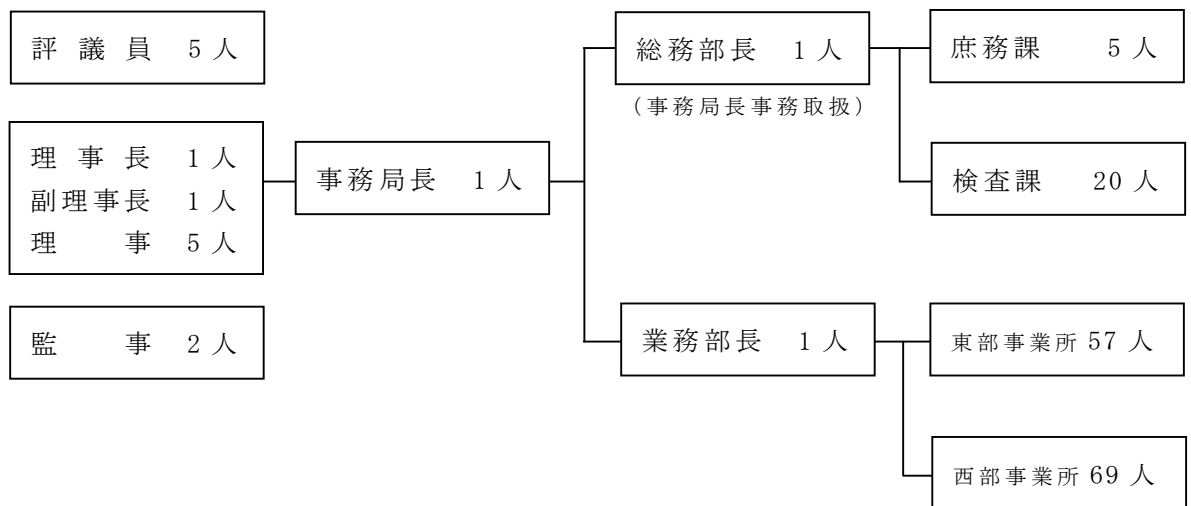 評議員 5人
理事長 1人
副理事長 1人
理事 5人
監事 2人
事務局長 1人
総務部長 1人
(事務局長事務取扱)
庶務課 5人
検査課 20人
業務部長 1人
東部事業所 57人
西部事業所 69人